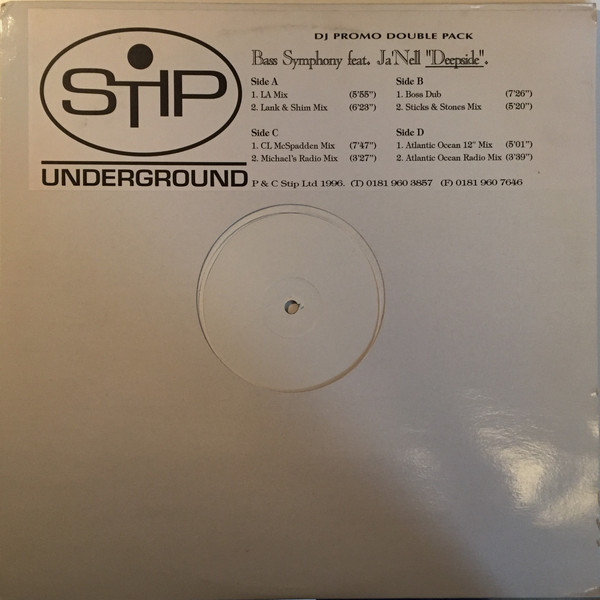 STIP
UNDERGROUND
DJ PROMO DOUBLE PACK
Bass Symphony feat. Ja'Nell "Deepside".
Side A
1. LA Mix (5'55")
2. Lank & Shim Mix (6'23")
Side B
1. Boss Dub (7'26")
2. Sticks & Stones Mix (5'20")
Side C
1. CL McSpadden Mix (7'47")
2. Michael's Radio Mix (3'27")
Side D
1. Atlantic Ocean 12" Mix (5'01")
2. Atlantic Ocean Radio Mix (3'39")
P & C Stip Ltd 1996. (T) 0181 960 3857 (F) 0181 960 7646